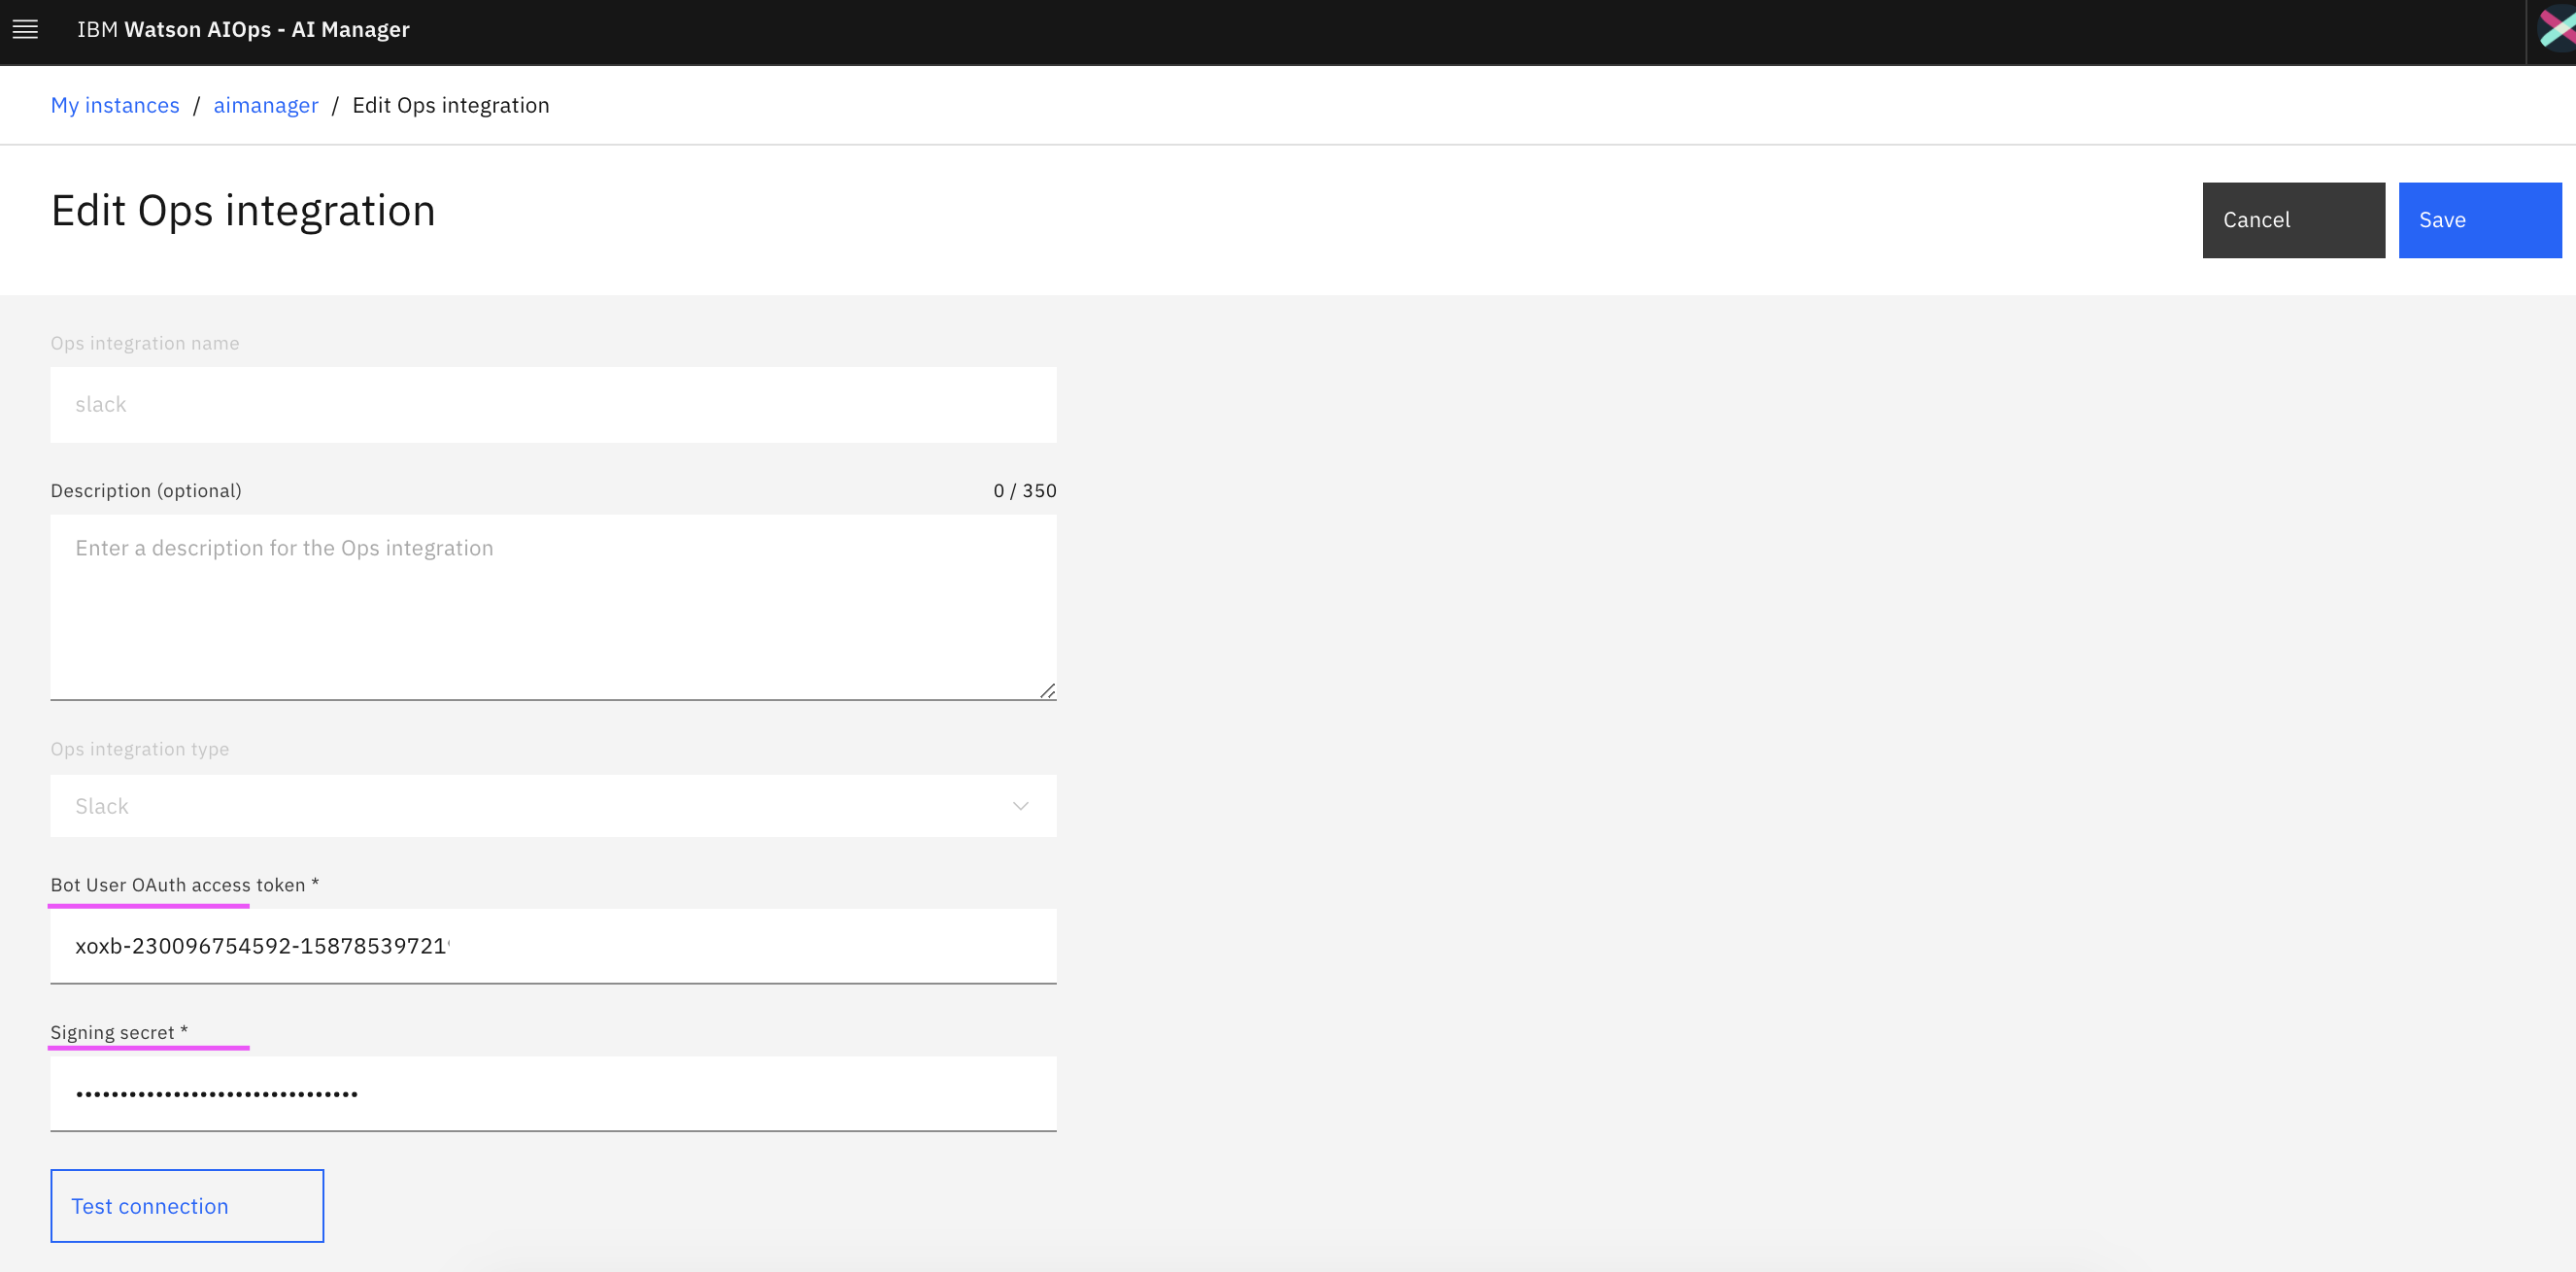 IBM Watson AIOps - AI Manager
My instances / aimanager / Edit Ops integration
Edit Ops integration
Cancel
Save
Ops integration name
slack
Description (optional)
0 / 350
Enter a description for the Ops integration
Ops integration type
Slack
Bot User OAuth access token *
xoxb-230096754592-15878539721
Signing secret *
••••••••••••••••••••••••••••••••
Test connection